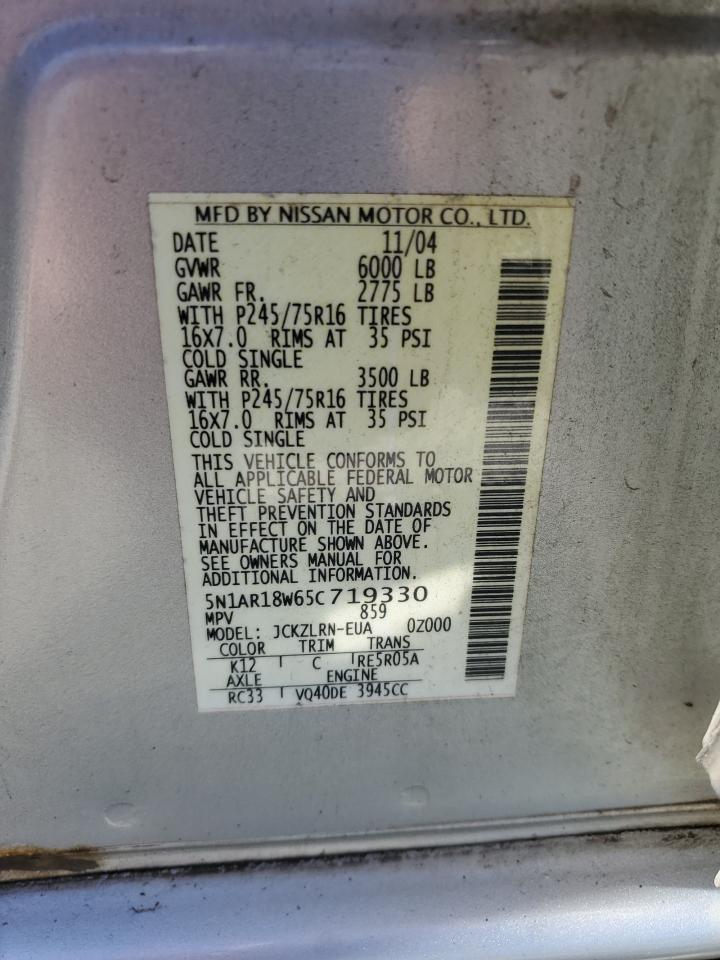 MFD BY NISSAN MOTOR CO., LTD.
DATE 11/04
GVWR 6000 LB
GAWR FR. 2775 LB
WITH P245/75R16 TIRES
16X7.0 RIMS AT 35 PSI
COLD SINGLE
GAWR RR. 3500 LB
WITH P245/75R16 TIRES
16X7.0 RIMS AT 35 PSI
COLD SINGLE
THIS VEHICLE CONFORMS TO
ALL APPLICABLE FEDERAL MOTOR
VEHICLE SAFETY AND
THEFT PREVENTION STANDARDS
IN EFFECT ON THE DATE OF
MANUFACTURE SHOWN ABOVE.
SEE OWNERS MANUAL FOR
ADDITIONAL INFORMATION.
5N1AR18W65C719330
MPV 859
MODEL: JCKZLRN-EUA 0Z000
COLOR TRIM TRANS
K12 C RE5R05A
AXLE ENGINE
RC33 VQ40DE 3945CC